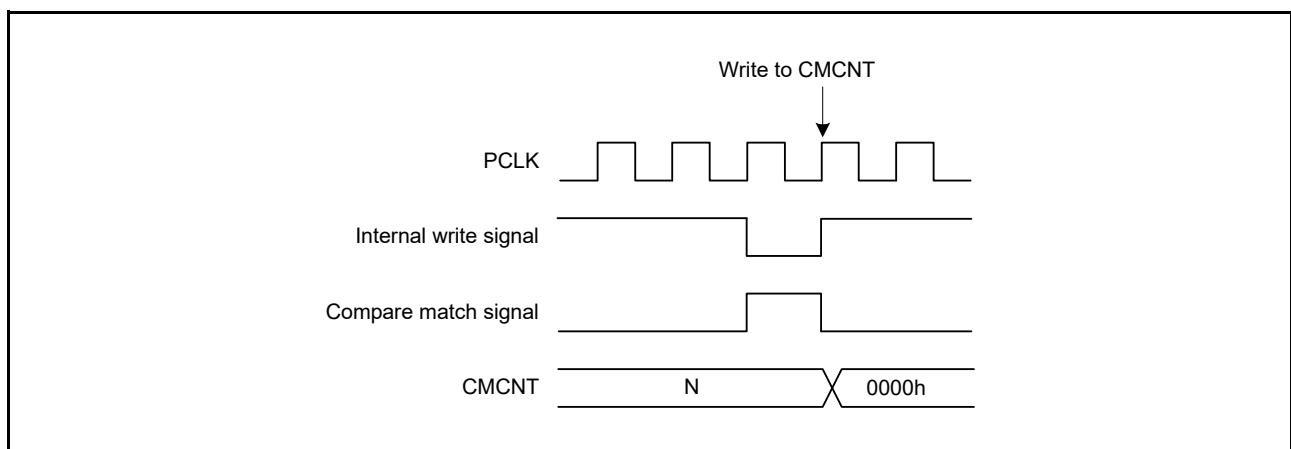 Write to CMCNT
PCLK
Internal write signal
Compare match signal
CMCNT N 0000h